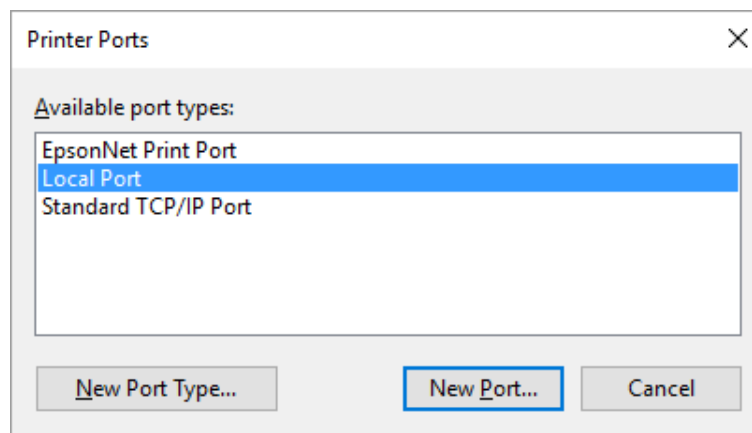 Printer Ports
Available port types:
EpsonNet Print Port
Local Port
Standard TCP/IP Port
New Port Type...
New Port...
Cancel